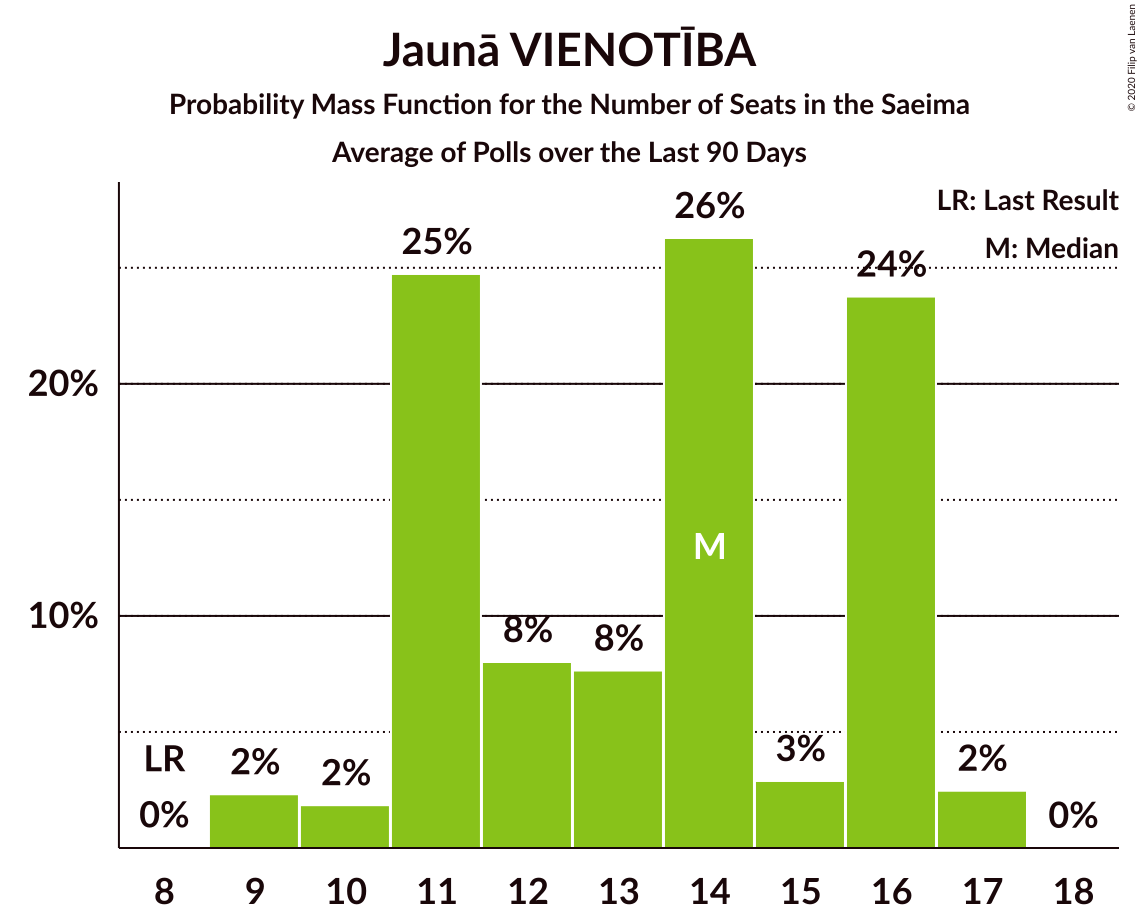 Jaunā VIENOTĪBA
Probability Mass Function for the Number of Seats in the Saeima
Average of Polls over the Last 90 Days
© 2020 Filip van Laenen
LR: Last Result
M: Median
26%
25%
24%
20%
M
10%
8%
8%
3%
LR
2%
2%
2%
0%
0%
8 9 10 11 12 13 14 15 16 17 18